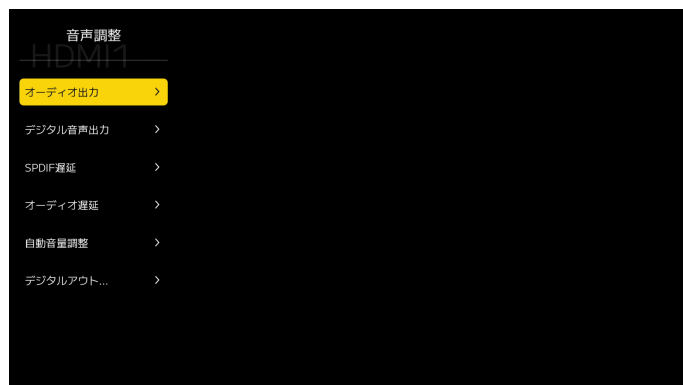 音声調整
HDMI1
オーディオ出力
デジタル音声出力
SPDIF遅延
オーディオ遅延
自動音量調整
デジタルアウト...